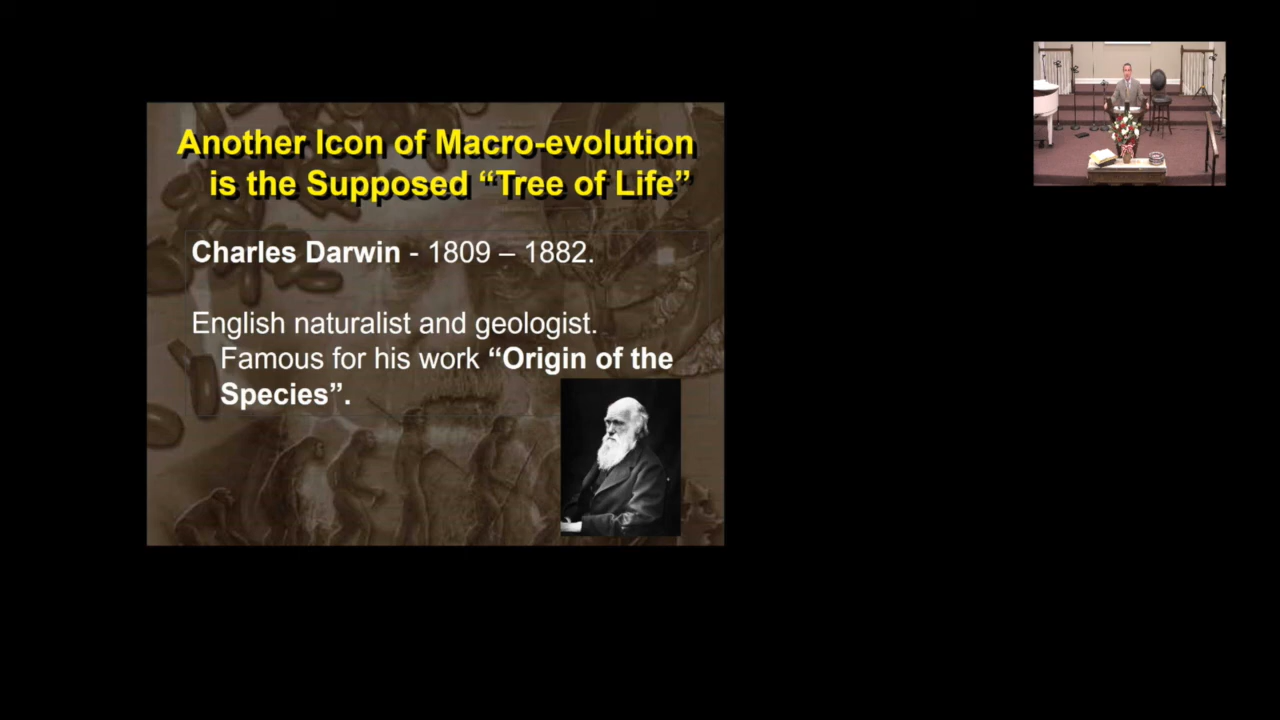 Another Icon of Macro-evolution
is the Supposed “Tree of Life”
Charles Darwin - 1809 – 1882.
English naturalist and geologist.
Famous for his work “Origin of the
Species”.